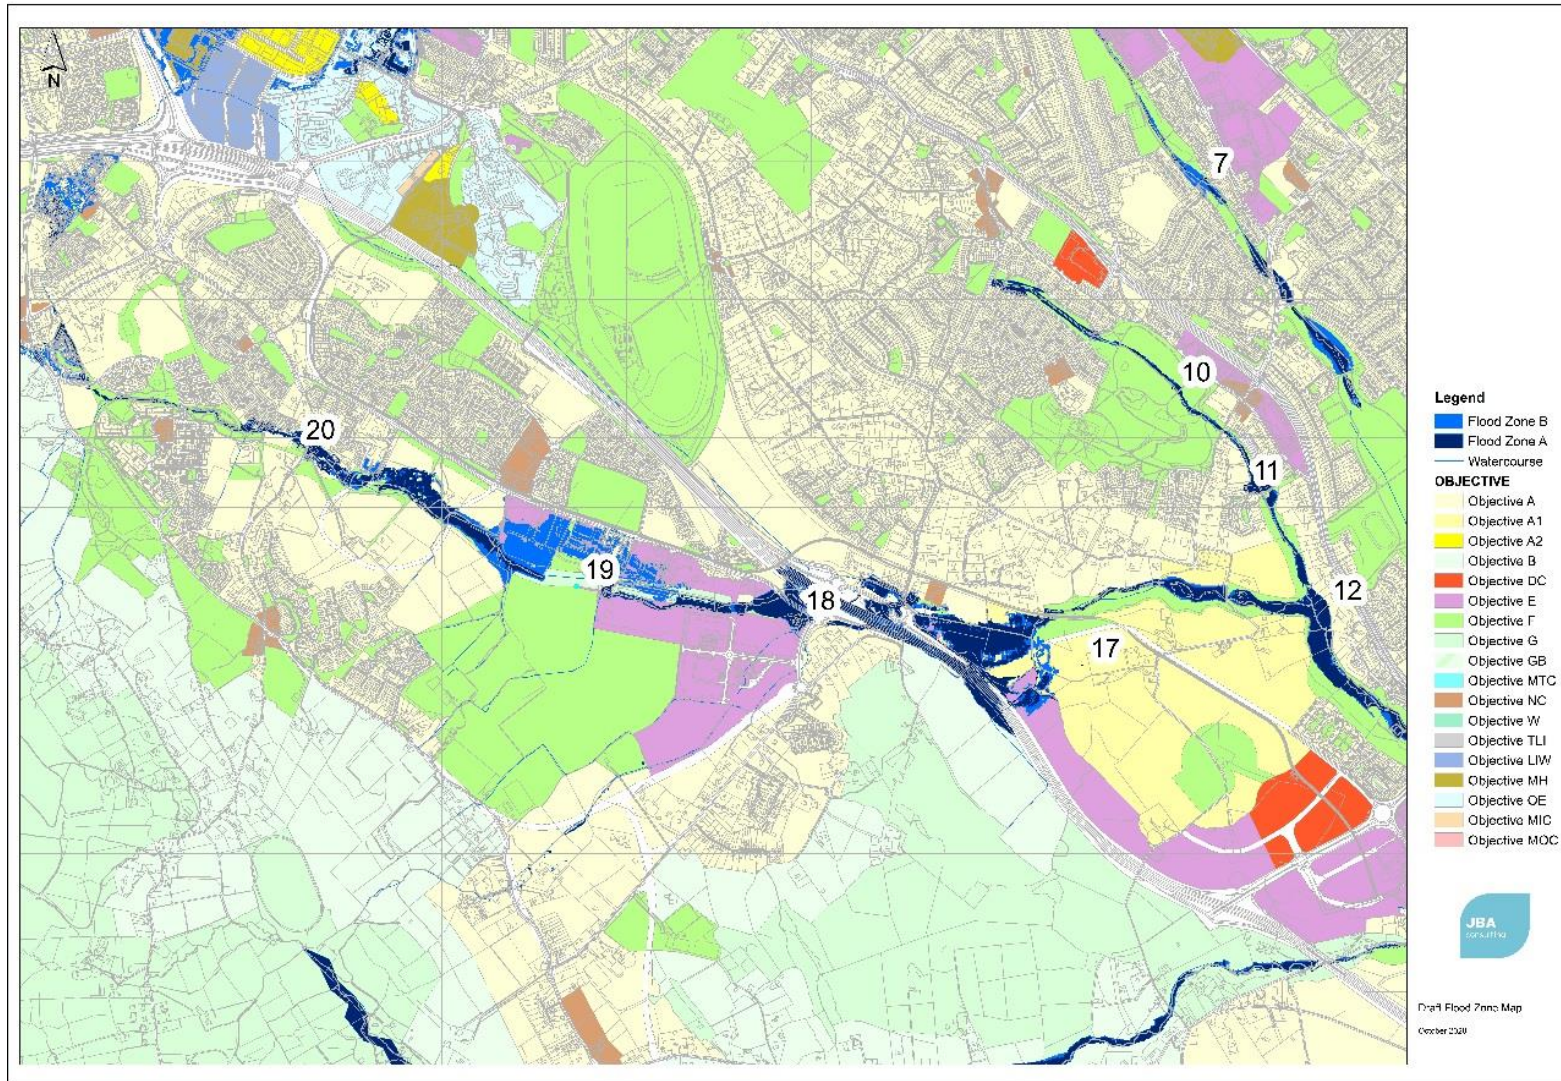 N
7
10
20
11
19
12
18
17
Legend
Flood Zone B
Flood Zone A
Watercourse
OBJECTIVE
Objective A
Objective A1
Objective A2
Objective B
Objective DC
Objective E
Objective F
Objective G
Objective GB
Objective MTC
Objective NC
Objective W
Objective TLI
Objective LIW
Objective MH
Objective OE
Objective MIC
Objective MOC
JBA
consulting
Draft Flood Zone Map
October 2020